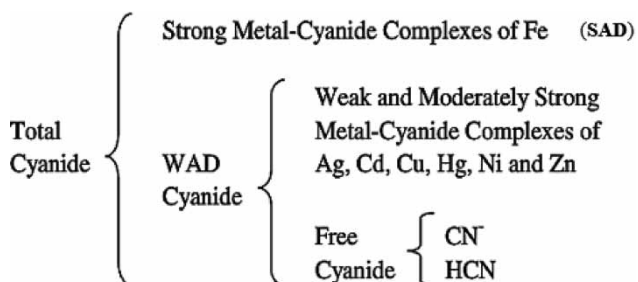 Strong Metal-Cyanide Complexes of Fe (SAD)
Total
Cyanide
WAD
Cyanide
Weak and Moderately Strong
Metal-Cyanide Complexes of
Ag, Cd, Cu, Hg, Ni and Zn
Free
Cyanide
CN⁻
HCN